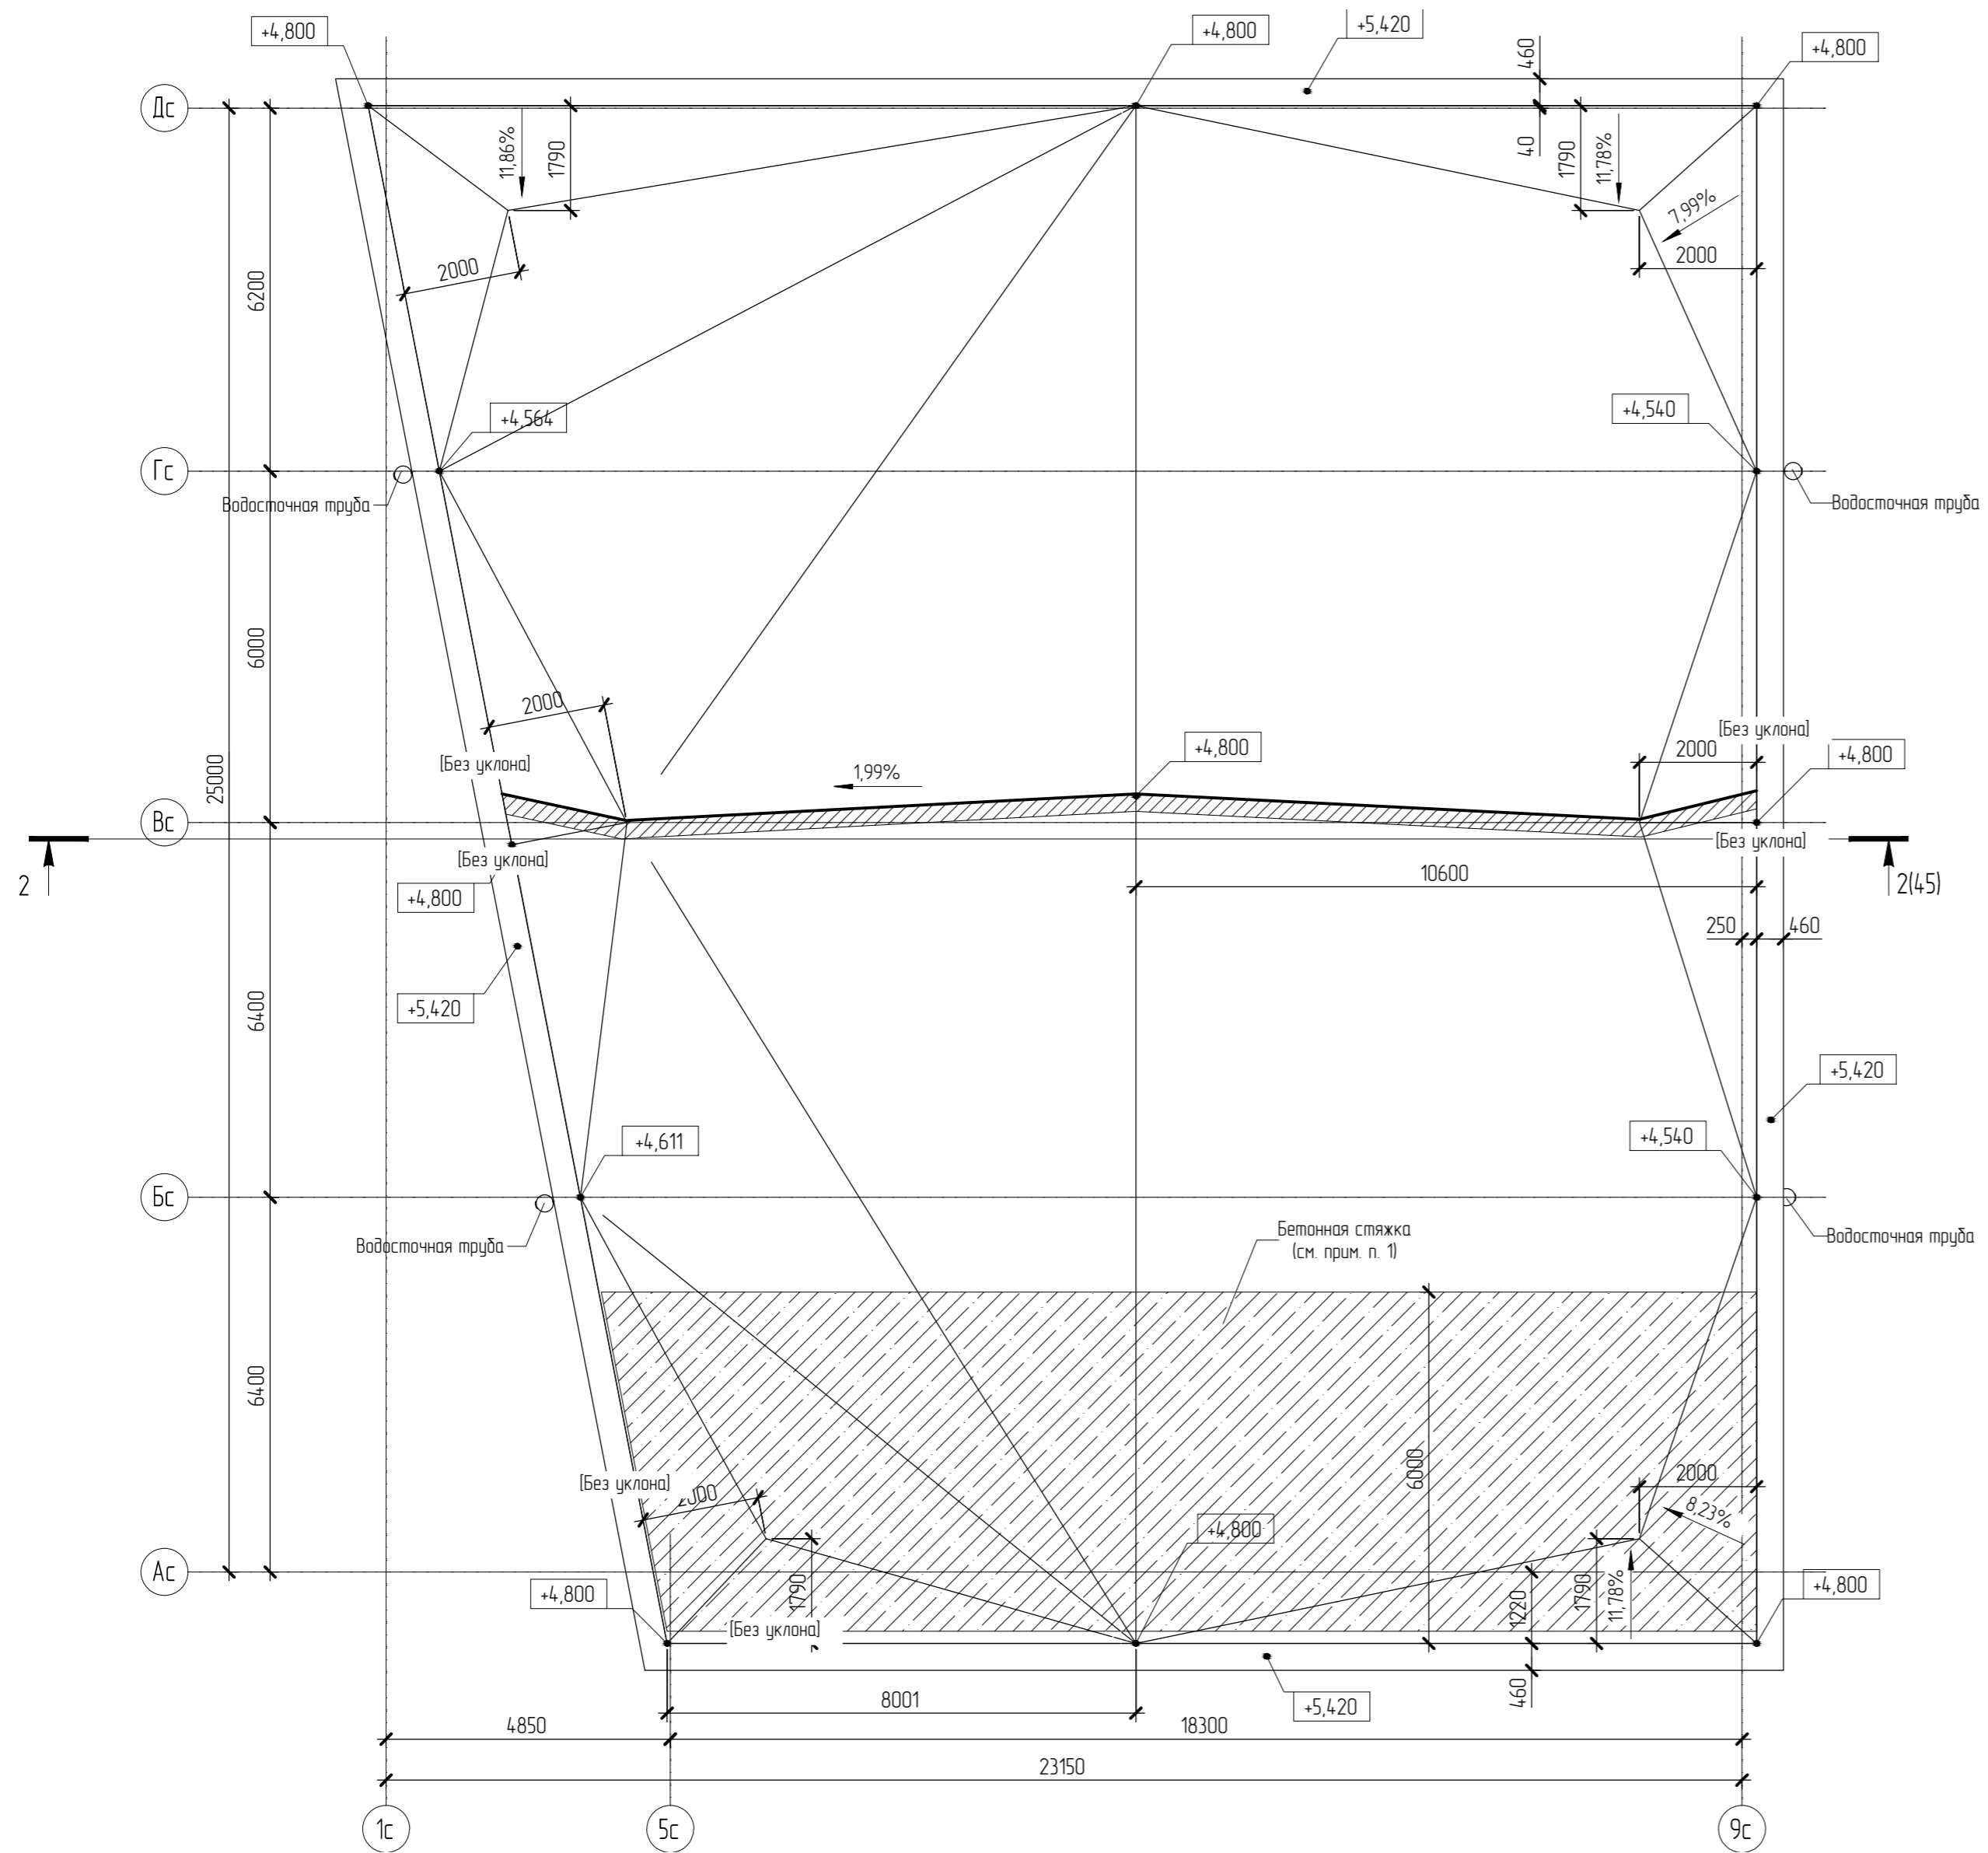 +4,800
+4,800
+5,420
460
+4,800
Дс
11,86%
1790
40
1790
11,78%
7,99%
2000
2000
6200
+4,564
+4,540
Гс
Водосточная труба
Водосточная труба
6000
2000
[Без уклона]
[Без уклона]
25000
1,99%
+4,800
2000
+4,800
Вс
[Без уклона]
[Без уклона]
2
10600
2(45)
+4,800
250
460
+5,420
6400
+5,420
+4,611
+4,540
Бс
Водосточная труба
Бетонная стяжка
(см. прим. п. 1)
Водосточная труба
6400
6000
[Без уклона]
2000
2000
8,23%
+4,800
Ас
+4,800
1790
1220
1790
11,78%
+4,800
[Без уклона]
460
8001
+5,420
4850
18300
23150
1с
5с
9с